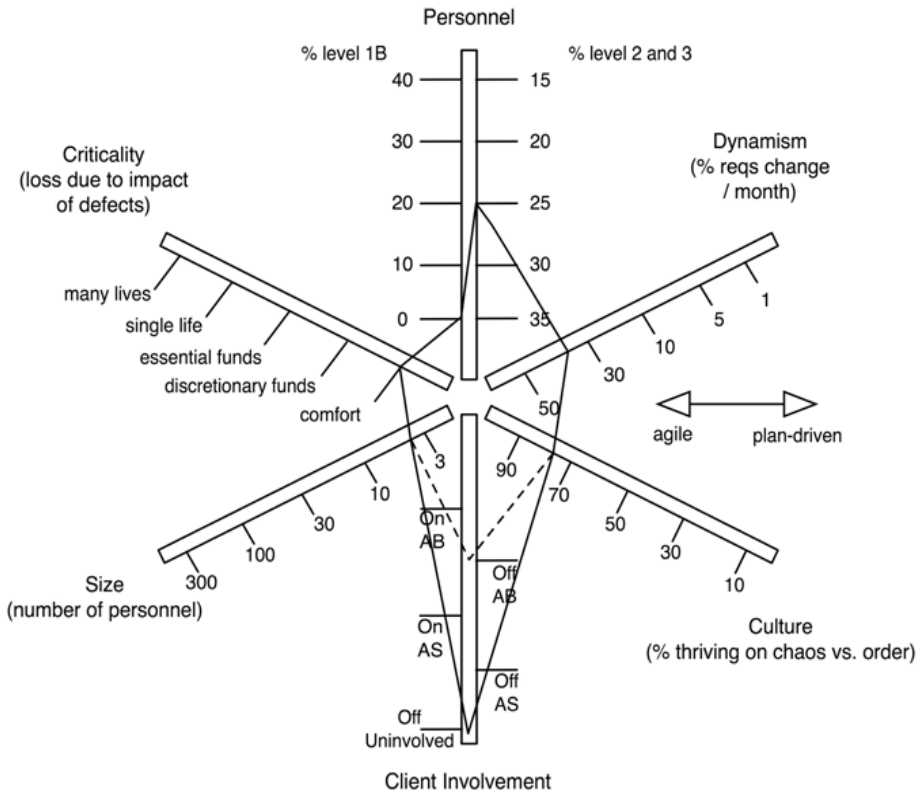 Personnel
% level 1B
% level 2 and 3
40
15
30
20
20
25
10
30
0
35
Criticality
(loss due to impact
of defects)
many lives
single life
essential funds
discretionary funds
comfort
Dynamism
(% reqs change
/ month)
1
5
10
30
50
agile
plan-driven
3
10
30
100
300
Size
(number of personnel)
90
70
50
30
10
Culture
(% thriving on chaos vs. order)
On
AB
Off
AB
On
AS
Off
AS
Off
Uninvolved
Client Involvement